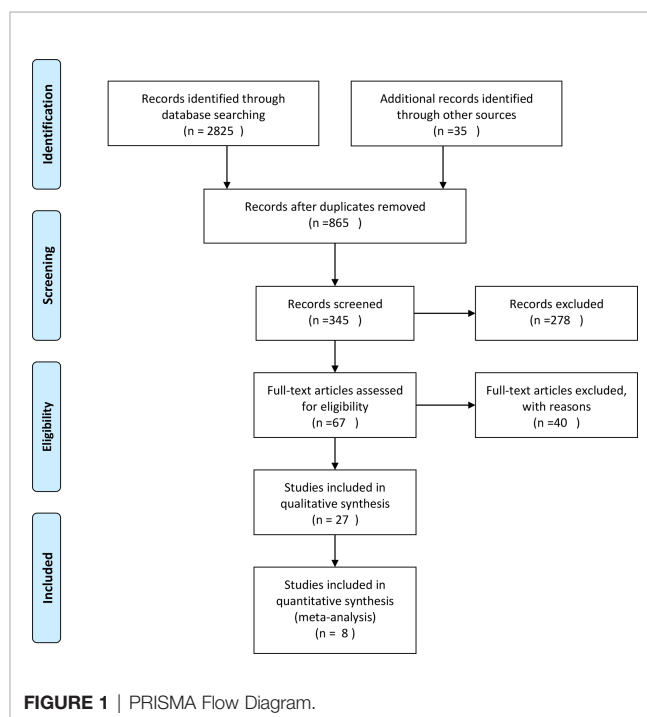 Identification
Records identified through
database searching
(n = 2825 )
Additional records identified
through other sources
(n =35 )
Records after duplicates removed
(n =865 )
Screening
Records screened
(n =345 )
Records excluded
(n =278 )
Eligibility
Full-text articles assessed
for eligibility
(n =67 )
Full-text articles excluded,
with reasons
(n =40 )
Studies included in
qualitative synthesis
(n = 27 )
Included
Studies included in
quantitative synthesis
(meta-analysis)
(n = 8 )
FIGURE 1 | PRISMA Flow Diagram.